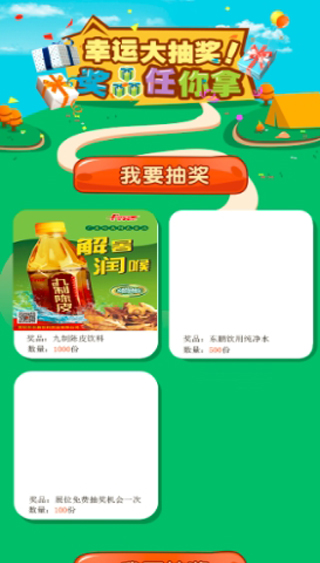 幸运大抽奖!
奖品任你拿
我要抽奖
解暑
润喉
九制陈皮
奖品:九制陈皮饮料
数量:1000份
奖品:东鹏饮用纯净水
数量:500份
奖品:展位免费抽奖机会一次
数量:100份